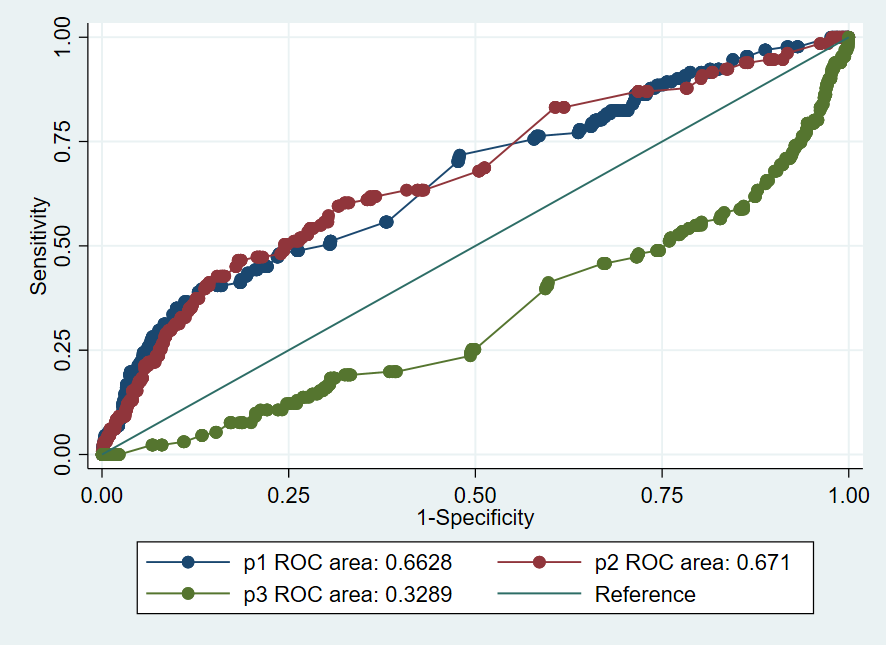 1.00
0.75
0.50
0.25
0.00
Sensitivity
0.00 0.25 0.50 0.75 1.00
1-Specificity
p1 ROC area: 0.6628 p2 ROC area: 0.671
p3 ROC area: 0.3289 Reference